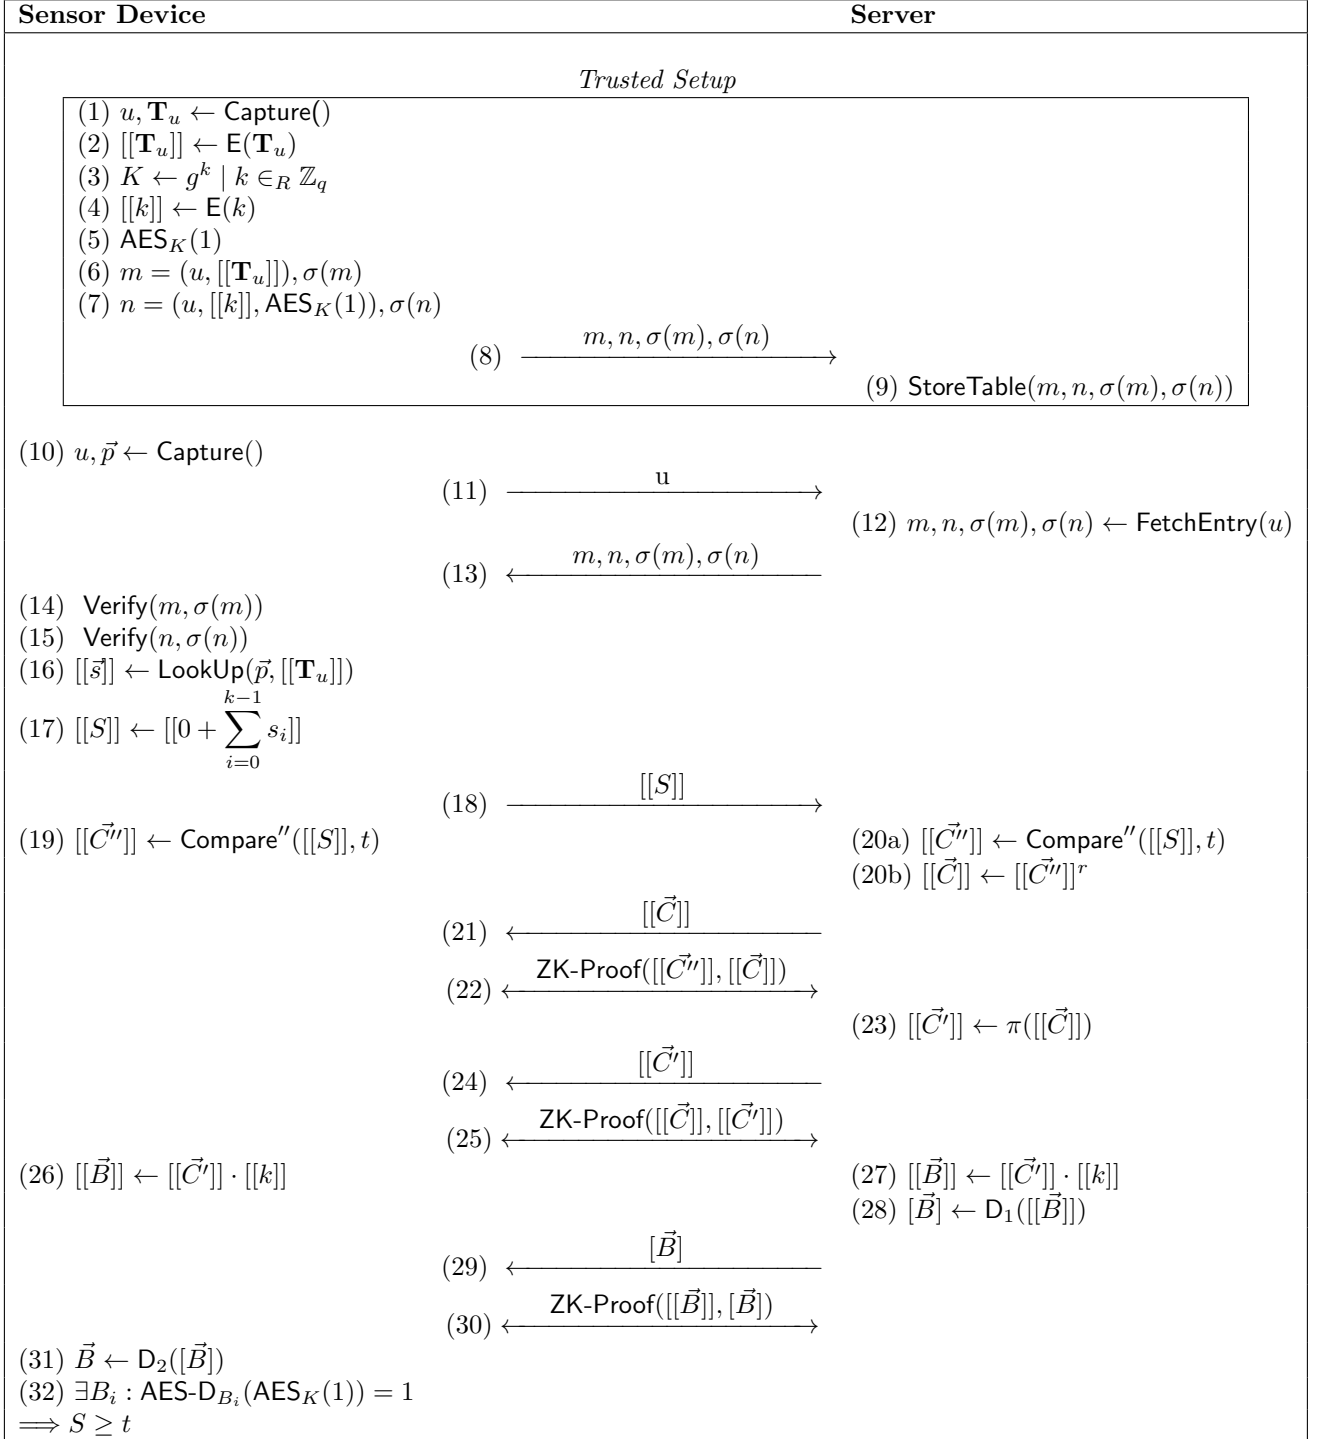 Sensor Device Server
Trusted Setup
(1) u, T_u ← Capture()
(2) [[T_u]] ← E(T_u)
(3) K ← g^k | k ∈_R ℤ_q
(4) [[k]] ← E(k)
(5) AES_K(1)
(6) m = (u, [[T_u]]), σ(m)
(7) n = (u, [[k]], AES_K(1)), σ(n)
(8) m, n, σ(m), σ(n) →
(9) StoreTable(m, n, σ(m), σ(n))
(10) u, p⃗ ← Capture()
(11) u →
(12) m, n, σ(m), σ(n) ← FetchEntry(u)
(13) m, n, σ(m), σ(n) ←
(14) Verify(m, σ(m))
(15) Verify(n, σ(n))
(16) [[s⃗]] ← LookUp(p⃗, [[T_u]])
(17) [[S]] ← [[0 + ∑_{i=0}^{k−1} s_i]]
(18) [[S]] →
(19) [[C⃗″]] ← Compare″([[S]], t) (20a) [[C⃗″]] ← Compare″([[S]], t)
(20b) [[C⃗]] ← [[C⃗″]]^r
(21) [[C⃗]] ←
(22) ZK-Proof([[C⃗″]], [[C⃗]]) ↔
(23) [[C⃗′]] ← π([[C⃗]])
(24) [[C⃗′]] ←
(25) ZK-Proof([[C⃗]], [[C⃗′]]) ↔
(26) [[B⃗]] ← [[C⃗′]] · [[k]] (27) [[B⃗]] ← [[C⃗′]] · [[k]]
(28) [B⃗] ← D_1([[B⃗]])
(29) [B⃗] ←
(30) ZK-Proof([[B⃗]], [B⃗]) ↔
(31) B⃗ ← D_2([B⃗])
(32) ∃B_i : AES-D_{B_i}(AES_K(1)) = 1
⟹ S ≥ t